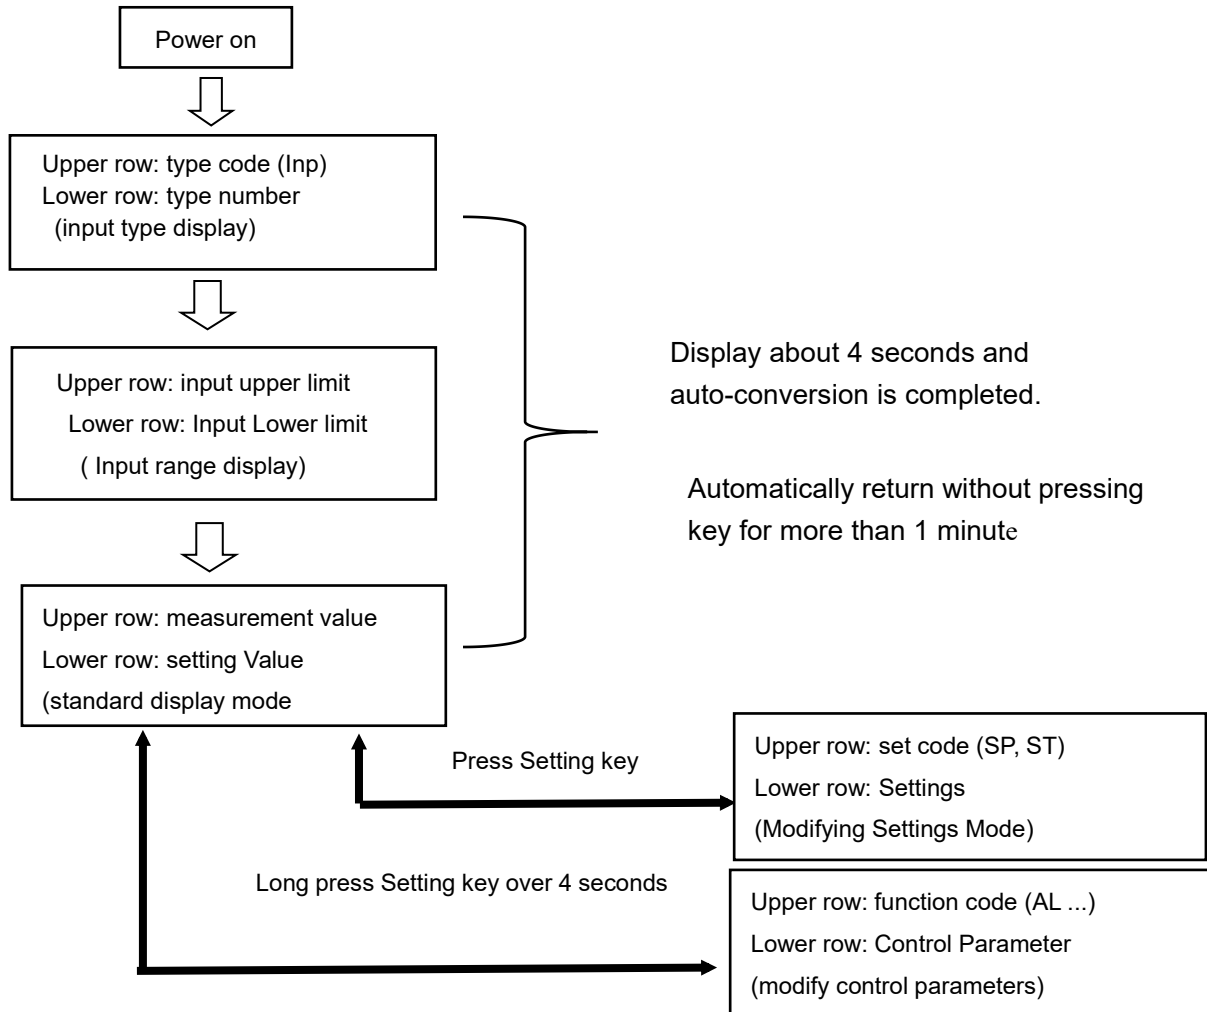 Power on
Upper row: type code (Inp)
Lower row: type number
(input type display)
Upper row: input upper limit
Lower row: Input Lower limit
( Input range display)
Display about 4 seconds and
auto-conversion is completed.
Automatically return without pressing
key for more than 1 minute
Upper row: measurement value
Lower row: setting Value
(standard display mode
Press Setting key
Upper row: set code (SP, ST)
Lower row: Settings
(Modifying Settings Mode)
Long press Setting key over 4 seconds
Upper row: function code (AL ...)
Lower row: Control Parameter
(modify control parameters)